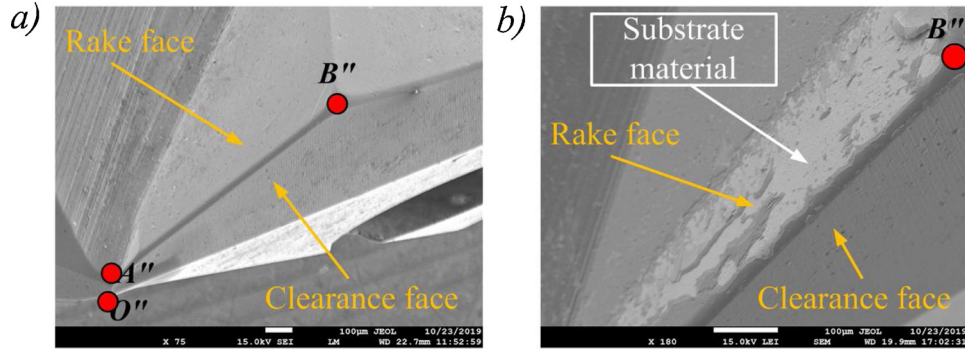 a)
Rake face
B"
A"
O"
Clearance face
100μm JEOL 10/23/2019
X 75 15.0kV SEI LM WD 22.7mm 11:52:59
b)
Substrate
material
B"
Rake face
Clearance face
100μm JEOL 10/23/2019
X 180 15.0kV LEI SEM WD 19.9mm 17:02:31